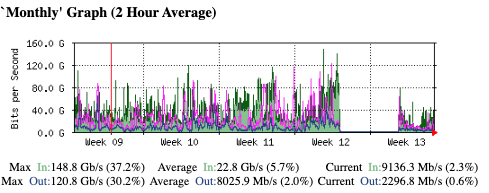 `Monthly' Graph (2 Hour Average)
Bits per Second
160.0 G
120.0 G
80.0 G
40.0 G
0.0 G
Week 09 Week 10 Week 11 Week 12 Week 13
Max In:148.8 Gb/s (37.2%) Average In:22.8 Gb/s (5.7%) Current In:9136.3 Mb/s (2.3%)
Max Out:120.8 Gb/s (30.2%) Average Out:8025.9 Mb/s (2.0%) Current Out:2296.8 Mb/s (0.6%)